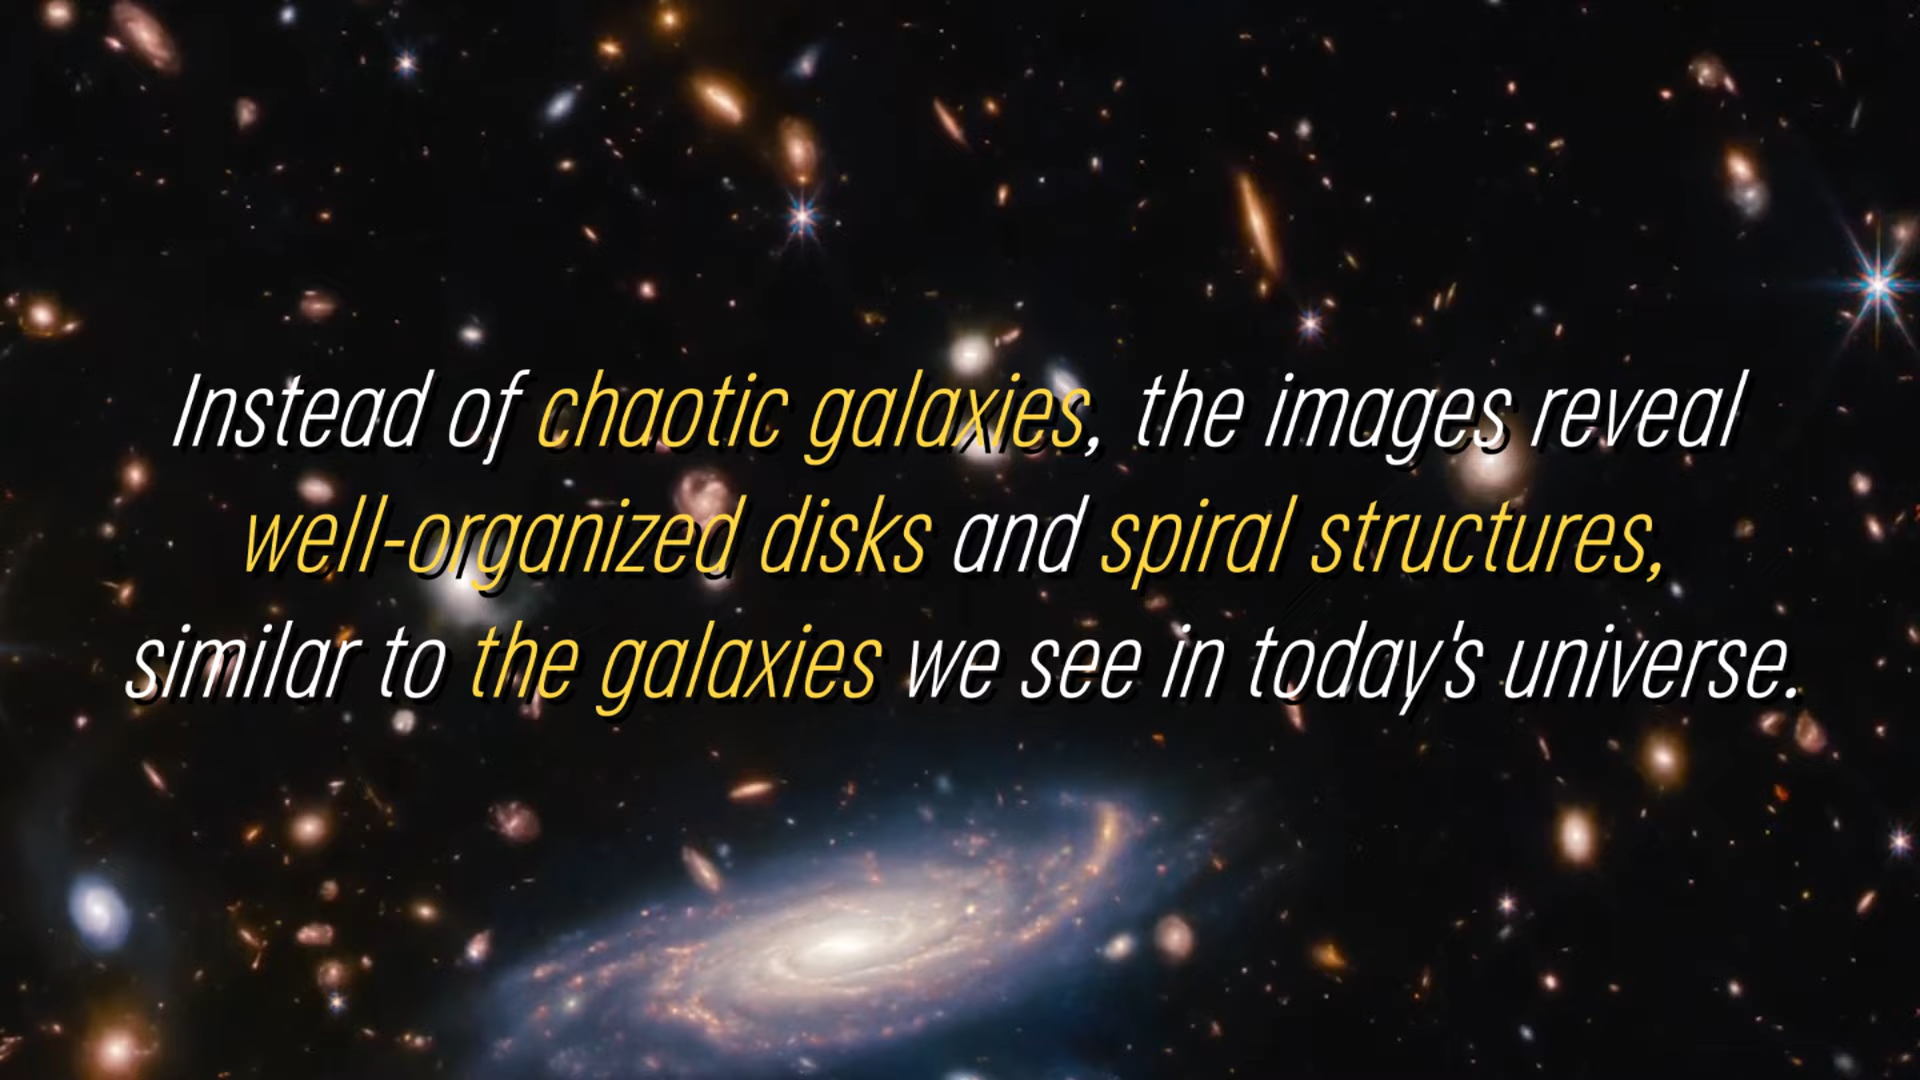 Instead of chaotic galaxies, the images reveal
well-organized disks and spiral structures,
similar to the galaxies we see in today's universe.